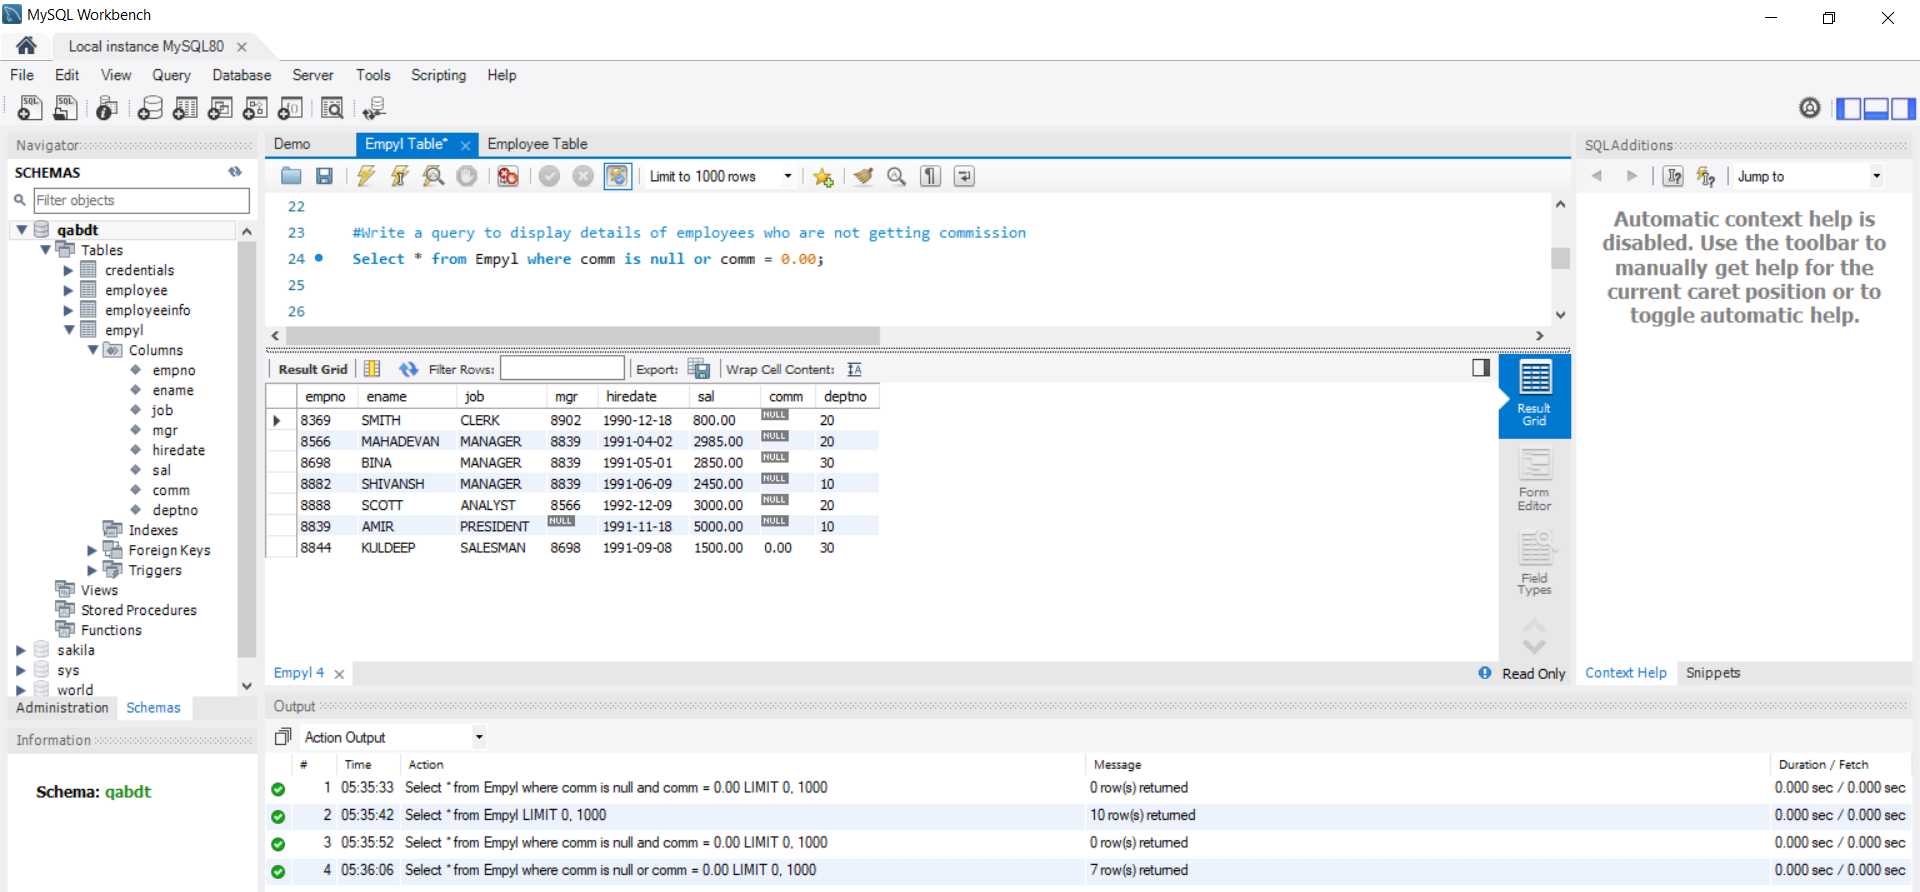 MySQL Workbench
Local instance MySQL80
File Edit View Query Database Server Tools Scripting Help
Navigator
SCHEMAS
Filter objects
qabdt
Tables
credentials
employee
employeeinfo
empyl
Columns
empno
ename
job
mgr
hiredate
sal
comm
deptno
Indexes
Foreign Keys
Triggers
Views
Stored Procedures
Functions
sakila
sys
world
Administration Schemas
Information
Schema: qabdt
Demo Empyl Table* Employee Table
Limit to 1000 rows
22
23 #Write a query to display details of employees who are not getting commission
24 Select * from Empyl where comm is null or comm = 0.00;
25
26
Result Grid Filter Rows: Export: Wrap Cell Content:
empno ename job mgr hiredate sal comm deptno
8369 SMITH CLERK 8902 1990-12-18 800.00 NULL 20
8566 MAHADEVAN MANAGER 8839 1991-04-02 2985.00 NULL 20
8698 BINA MANAGER 8839 1991-05-01 2850.00 NULL 30
8882 SHIVANSH MANAGER 8839 1991-06-09 2450.00 NULL 10
8888 SCOTT ANALYST 8566 1992-12-09 3000.00 NULL 20
8839 AMIR PRESIDENT NULL 1991-11-18 5000.00 NULL 10
8844 KULDEEP SALESMAN 8698 1991-09-08 1500.00 0.00 30
Result
Grid
Form
Editor
Field
Types
Empyl 4
Read Only
SQLAdditions
Jump to
Automatic context help is
disabled. Use the toolbar to
manually get help for the
current caret position or to
toggle automatic help.
Context Help Snippets
Output
Action Output
# Time Action Message Duration / Fetch
1 05:35:33 Select * from Empyl where comm is null and comm = 0.00 LIMIT 0, 1000 0 row(s) returned 0.000 sec / 0.000 sec
2 05:35:42 Select * from Empyl LIMIT 0, 1000 10 row(s) returned 0.000 sec / 0.000 sec
3 05:35:52 Select * from Empyl where comm is null and comm = 0.00 LIMIT 0, 1000 0 row(s) returned 0.000 sec / 0.000 sec
4 05:36:06 Select * from Empyl where comm is null or comm = 0.00 LIMIT 0, 1000 7 row(s) returned 0.000 sec / 0.000 sec